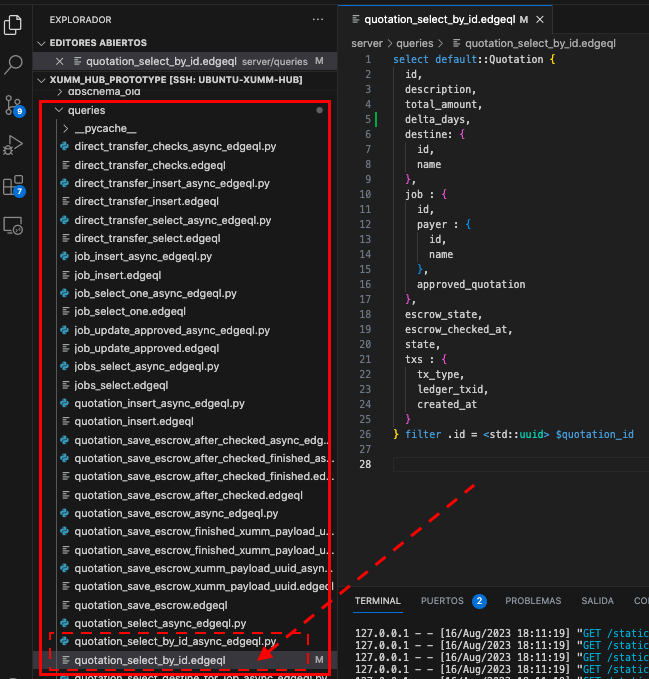 EXPLORADOR
EDITORES ABIERTOS
quotation_select_by_id.edgeql server/queries M
XUMM_HUB_PROTOTYPE [SSH: UBUNTU-XUMM-HUB]
dbschema_old
queries
__pycache__
direct_transfer_checks_async_edgeql.py
direct_transfer_checks.edgeql
direct_transfer_insert_async_edgeql.py
direct_transfer_insert.edgeql
direct_transfer_select_async_edgeql.py
direct_transfer_select.edgeql
job_insert_async_edgeql.py
job_insert.edgeql
job_select_one_async_edgeql.py
job_select_one.edgeql
job_update_approved_async_edgeql.py
job_update_approved.edgeql
jobs_select_async_edgeql.py
jobs_select.edgeql
quotation_insert_async_edgeql.py
quotation_insert.edgeql
quotation_save_escrow_after_checked_async_edg...
quotation_save_escrow_after_checked_finished_as...
quotation_save_escrow_after_checked_finished.ed...
quotation_save_escrow_after_checked.edgeql
quotation_save_escrow_async_edgeql.py
quotation_save_escrow_finished_xumm_payload_u...
quotation_save_escrow_finished_xumm_payload_u...
quotation_save_escrow_xumm_payload_uuid_asyn...
quotation_save_escrow_xumm_payload_uuid.edgeql
quotation_save_escrow.edgeql
quotation_select_async_edgeql.py
quotation_select_by_id_async_edgeql.py
quotation_select_by_id.edgeql M
quotation_select_destine_for_job_async_edgeql.py
9
7
quotation_select_by_id.edgeql M
server > queries > quotation_select_by_id.edgeql
1 select default::Quotation {
2 id,
3 description,
4 total_amount,
5 delta_days,
6 destine: {
7 id,
8 name
9 },
10 job : {
11 id,
12 payer : {
13 id,
14 name
15 },
16 approved_quotation
17 },
18 escrow_state,
19 escrow_checked_at,
20 state,
21 txs : {
22 tx_type,
23 ledger_txid,
24 created_at
25 }
26 } filter .id = <std::uuid> $quotation_id
27
28
TERMINAL PUERTOS 2 PROBLEMAS SALIDA CO
127.0.0.1 - - [16/Aug/2023 18:11:19] "GET /static
127.0.0.1 - - [16/Aug/2023 18:11:19] "GET /static
127.0.0.1 - - [16/Aug/2023 18:11:19] "GET /static
127.0.0.1 - - [16/Aug/2023 18:11:19] "GET /static